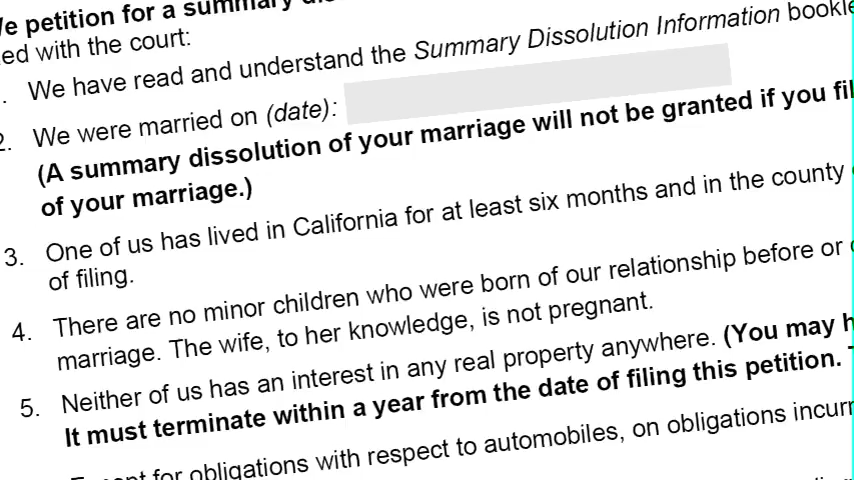 We petition for a summary
ed with the court:
We have read and understand the Summary Dissolution Information
2. We were married on (date):
(A summary dissolution of your marriage will not be granted if you
of your marriage.)
3. One of us has lived in California for at least six months and in the county
of filing.
4. There are no minor children who were born of our relationship before or
marriage. The wife, to her knowledge, is not pregnant.
5. Neither of us has an interest in any real property anywhere. (You may
It must terminate within a year from the date of filing this petition.
Except for obligations with respect to automobiles, on obligations